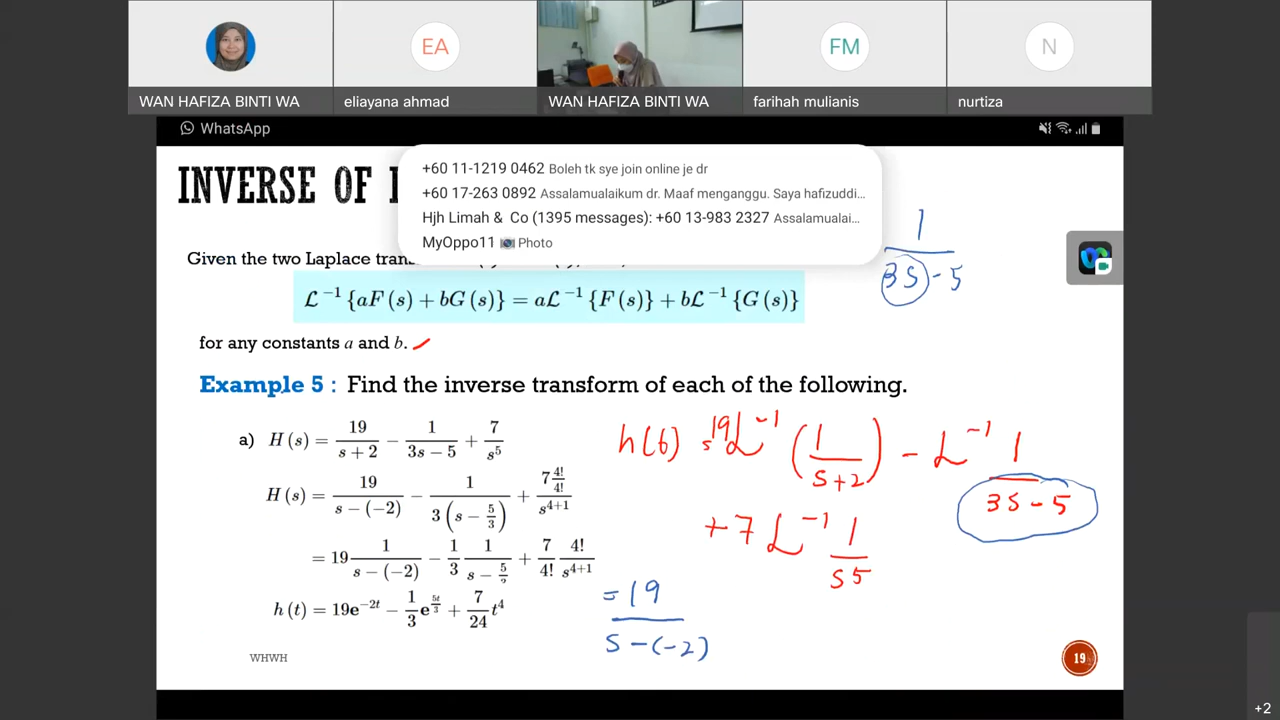 EA
FM
N
WAN HAFIZA BINTI WA
eliayana ahmad
WAN HAFIZA BINTI WA
farihah mulianis
nurtiza
WhatsApp
+60 11-1219 0462 Boleh tk sye join online je dr
+60 17-263 0892 Assalamualaikum dr. Maaf menganggu. Saya hafizuddi...
Hjh Limah & Co (1395 messages): +60 13-983 2327 Assalamualai...
MyOppo11 📷 Photo
INVERSE OF
1/(3s - 5)
Given the two Laplace tran
ℒ⁻¹{aF(s) + bG(s)} = aℒ⁻¹{F(s)} + bℒ⁻¹{G(s)}
for any constants a and b.
Example 5 : Find the inverse transform of each of the following.
a) H(s) = 19/(s + 2) − 1/(3s − 5) + 7/s⁵
H(s) = 19/(s − (−2)) − 1/(3(s − 5/3)) + (7 4!/4!)/s⁴⁺¹
= 19 1/(s − (−2)) − 1/3 1/(s − 5/3) + 7/4! 4!/s⁴⁺¹
h(t) = 19e⁻²ᵗ − 1/3 e^(5t/3) + 7/24 t⁴
h(t) = 19ℒ⁻¹(1/(s+2)) − ℒ⁻¹ 1/(3s − 5)
+7ℒ⁻¹ 1/s5
= 19/(s − (−2))
WHWH
19
+2